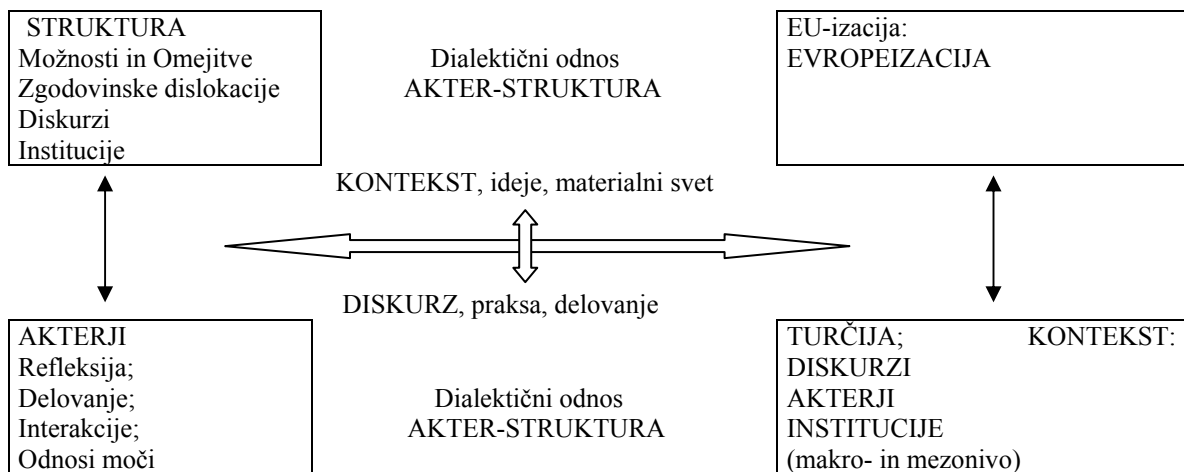 STRUKTURA
Možnosti in Omejitve
Zgodovinske dislokacije
Diskurzi
Institucije
Dialektični odnos
AKTER-STRUKTURA
EU-izacija:
EVROPEIZACIJA
KONTEKST, ideje, materialni svet
DISKURZ, praksa, delovanje
AKTERJI
Refleksija;
Delovanje;
Interakcije;
Odnosi moči
Dialektični odnos
AKTER-STRUKTURA
TURČIJA; KONTEKST:
DISKURZI
AKTERJI
INSTITUCIJE
(makro- in mezonivo)